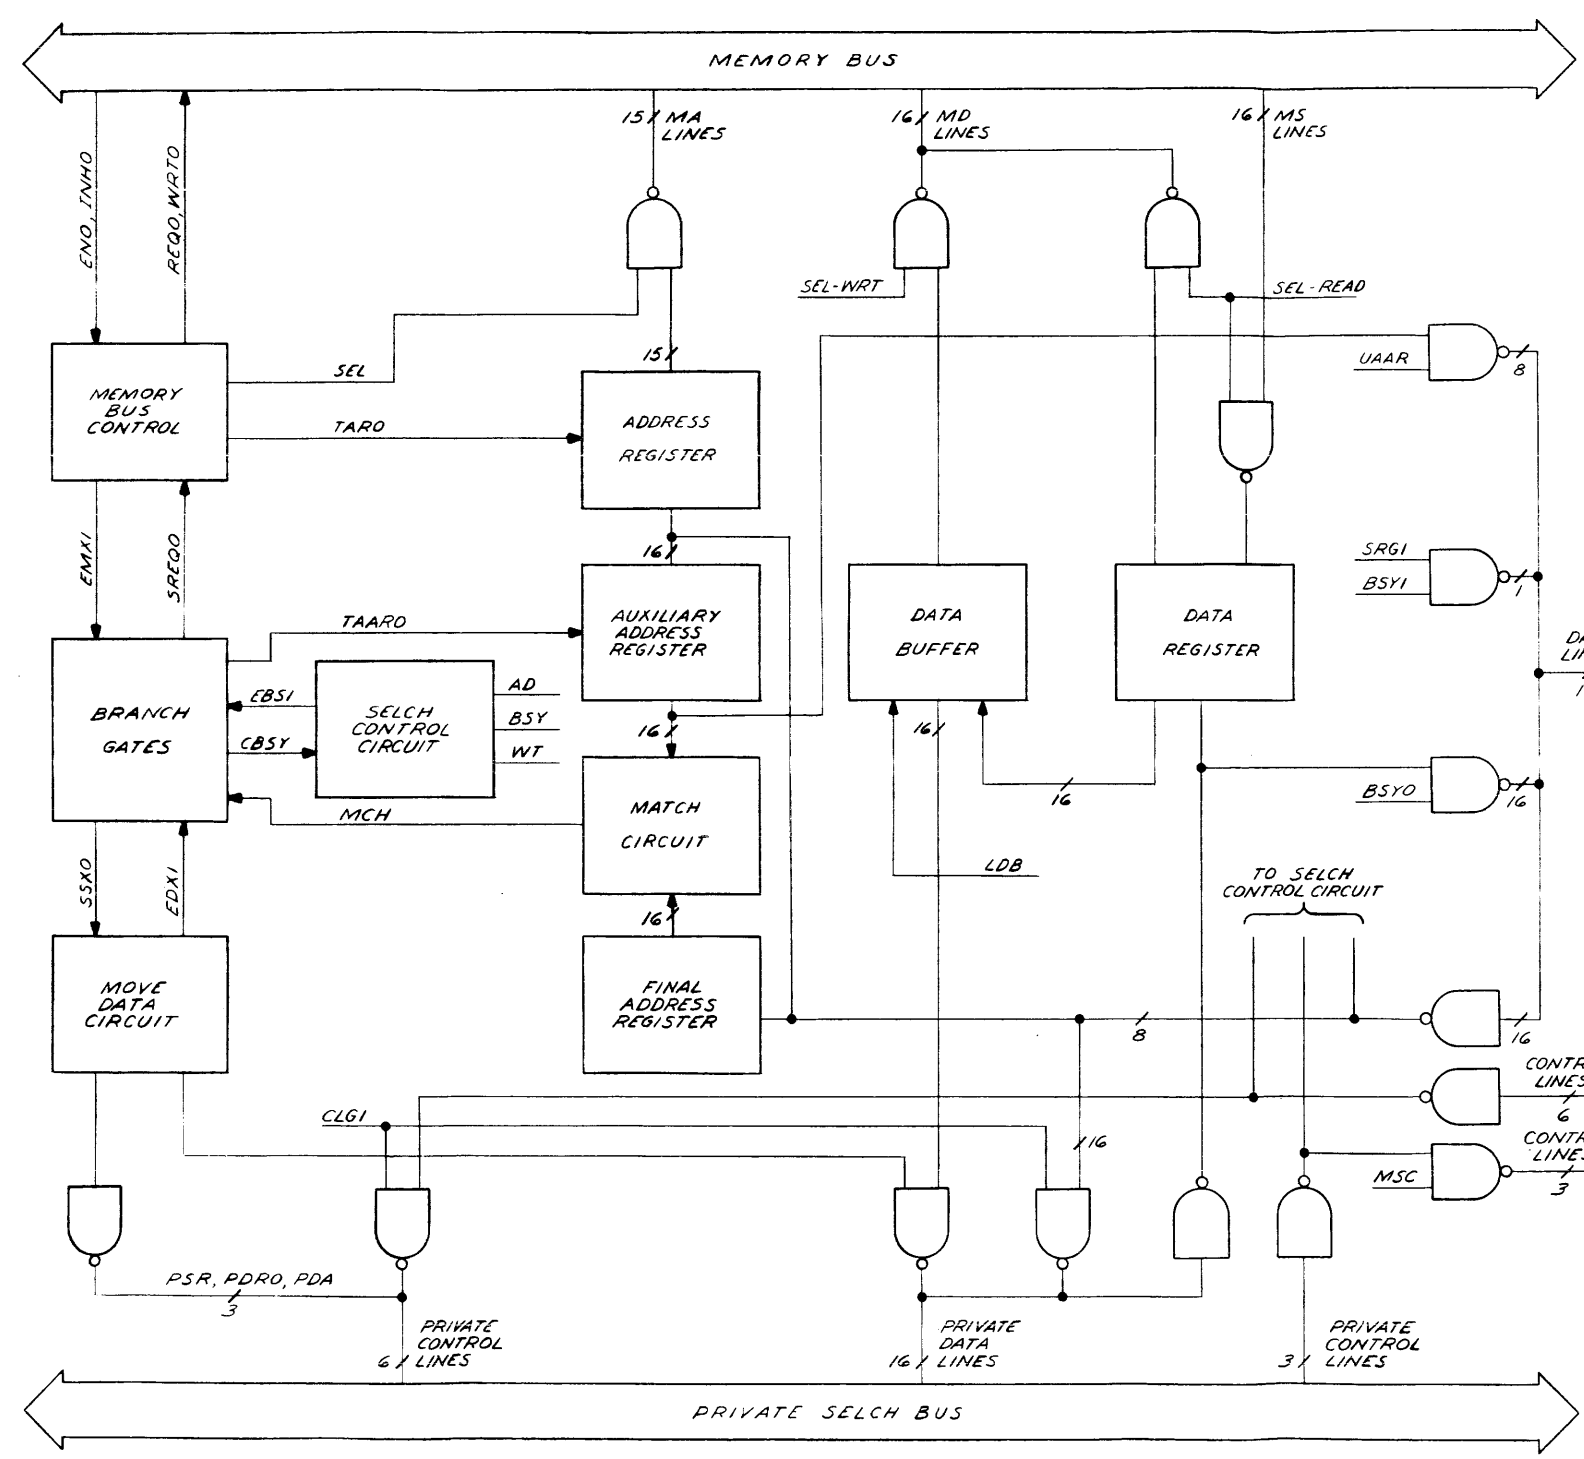 MEMORY BUS
15 MA
LINES
16 MD
LINES
16 MS
LINES
ENO, INHO
REQO, WRTO
SEL-WRT
SEL-READ
UAAR
8
15
SEL
TARO
MEMORY
BUS
CONTROL
ADDRESS
REGISTER
EMXI
SREQO
16
SRGI
BSYI
1
TAARO
AUXILIARY
ADDRESS
REGISTER
DATA
BUFFER
DATA
REGISTER
BRANCH
GATES
EBSI
CBSY
SELCH
CONTROL
CIRCUIT
AD
BSY
WT
16
16
16
BSYO
16
MCH
MATCH
CIRCUIT
LDB
SSXO
EDXI
TO SELCH
CONTROL CIRCUIT
16
MOVE
DATA
CIRCUIT
FINAL
ADDRESS
REGISTER
8
16
CLGI
16
6
MSC
3
PSR, PDRO, PDA
3
PRIVATE
CONTROL
6 LINES
PRIVATE
DATA
16 LINES
PRIVATE
CONTROL
3 LINES
PRIVATE SELCH BUS